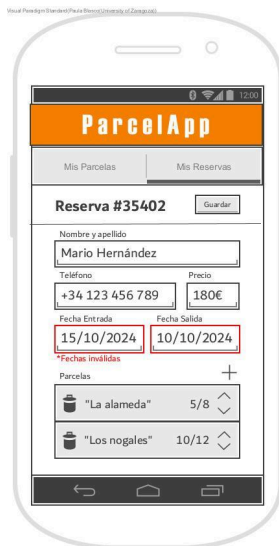 Visual Paradigm Standard(Paula Blasco(University of Zaragoza))
12:00
ParcelApp
Mis Parcelas Mis Reservas
Reserva #35402 Guardar
Nombre y apellido
Mario Hernández
Teléfono Precio
+34 123 456 789 180€
Fecha Entrada Fecha Salida
15/10/2024 10/10/2024
*Fechas inválidas
Parcelas
"La alameda" 5/8
"Los nogales" 10/12